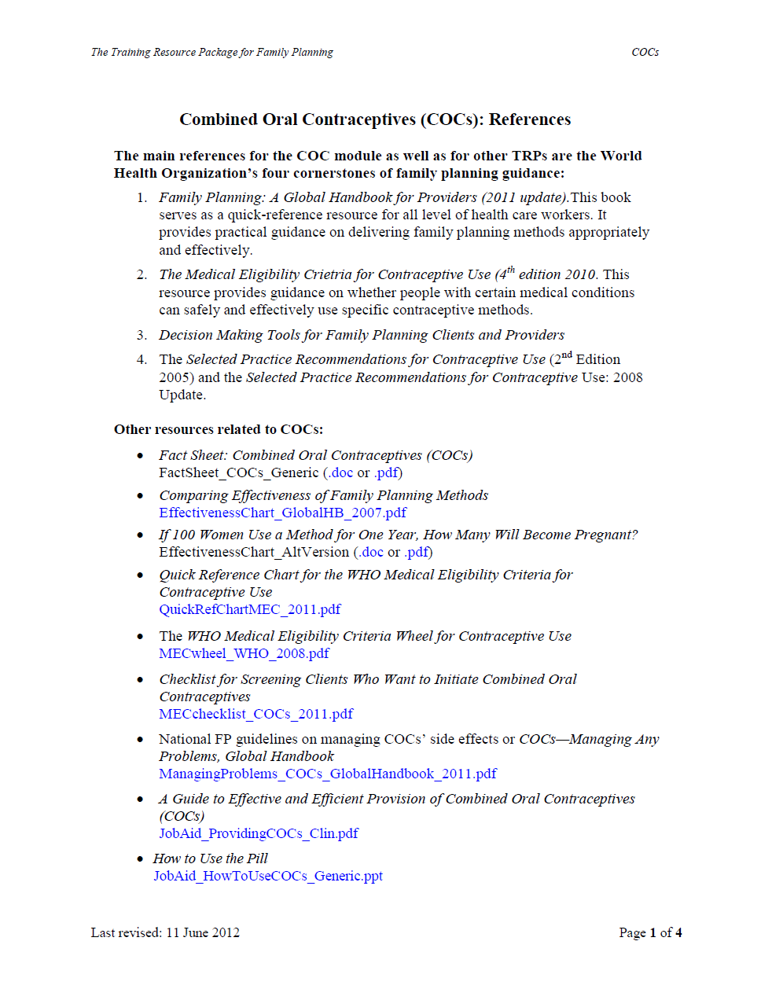 The Training Resource Package for Family Planning COCs
Combined Oral Contraceptives (COCs): References
The main references for the COC module as well as for other TRPs are the World
Health Organization's four cornerstones of family planning guidance:
1. Family Planning: A Global Handbook for Providers (2011 update).This book
serves as a quick-reference resource for all level of health care workers. It
provides practical guidance on delivering family planning methods appropriately
and effectively.
2. The Medical Eligibility Crietria for Contraceptive Use (4th edition 2010. This
resource provides guidance on whether people with certain medical conditions
can safely and effectively use specific contraceptive methods.
3. Decision Making Tools for Family Planning Clients and Providers
4. The Selected Practice Recommendations for Contraceptive Use (2nd Edition
2005) and the Selected Practice Recommendations for Contraceptive Use: 2008
Update.
Other resources related to COCs:
• Fact Sheet: Combined Oral Contraceptives (COCs)
FactSheet_COCs_Generic (.doc or .pdf)
• Comparing Effectiveness of Family Planning Methods
EffectivenessChart_GlobalHB_2007.pdf
• If 100 Women Use a Method for One Year, How Many Will Become Pregnant?
EffectivenessChart_AltVersion (.doc or .pdf)
• Quick Reference Chart for the WHO Medical Eligibility Criteria for
Contraceptive Use
QuickRefChartMEC_2011.pdf
• The WHO Medical Eligibility Criteria Wheel for Contraceptive Use
MECwheel_WHO_2008.pdf
• Checklist for Screening Clients Who Want to Initiate Combined Oral
Contraceptives
MECchecklist_COCs_2011.pdf
• National FP guidelines on managing COCs' side effects or COCs—Managing Any
Problems, Global Handbook
ManagingProblems_COCs_GlobalHandbook_2011.pdf
• A Guide to Effective and Efficient Provision of Combined Oral Contraceptives
(COCs)
JobAid_ProvidingCOCs_Clin.pdf
• How to Use the Pill
JobAid_HowToUseCOCs_Generic.ppt
Last revised: 11 June 2012 Page 1 of 4